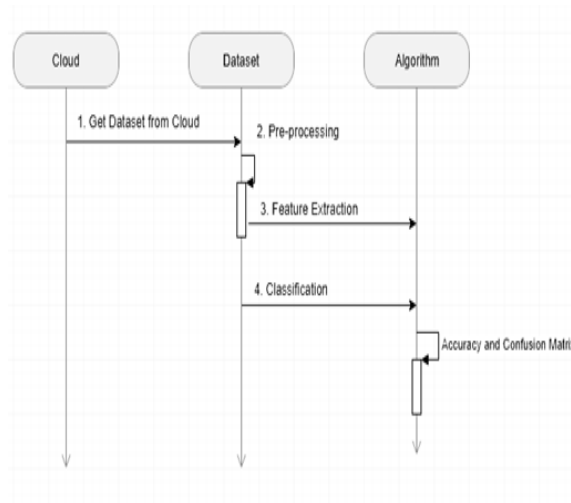 Cloud
Dataset
Algorithm
1. Get Dataset from Cloud
2. Pre-processing
3. Feature Extraction
4. Classification
Accuracy and Confusion Matri